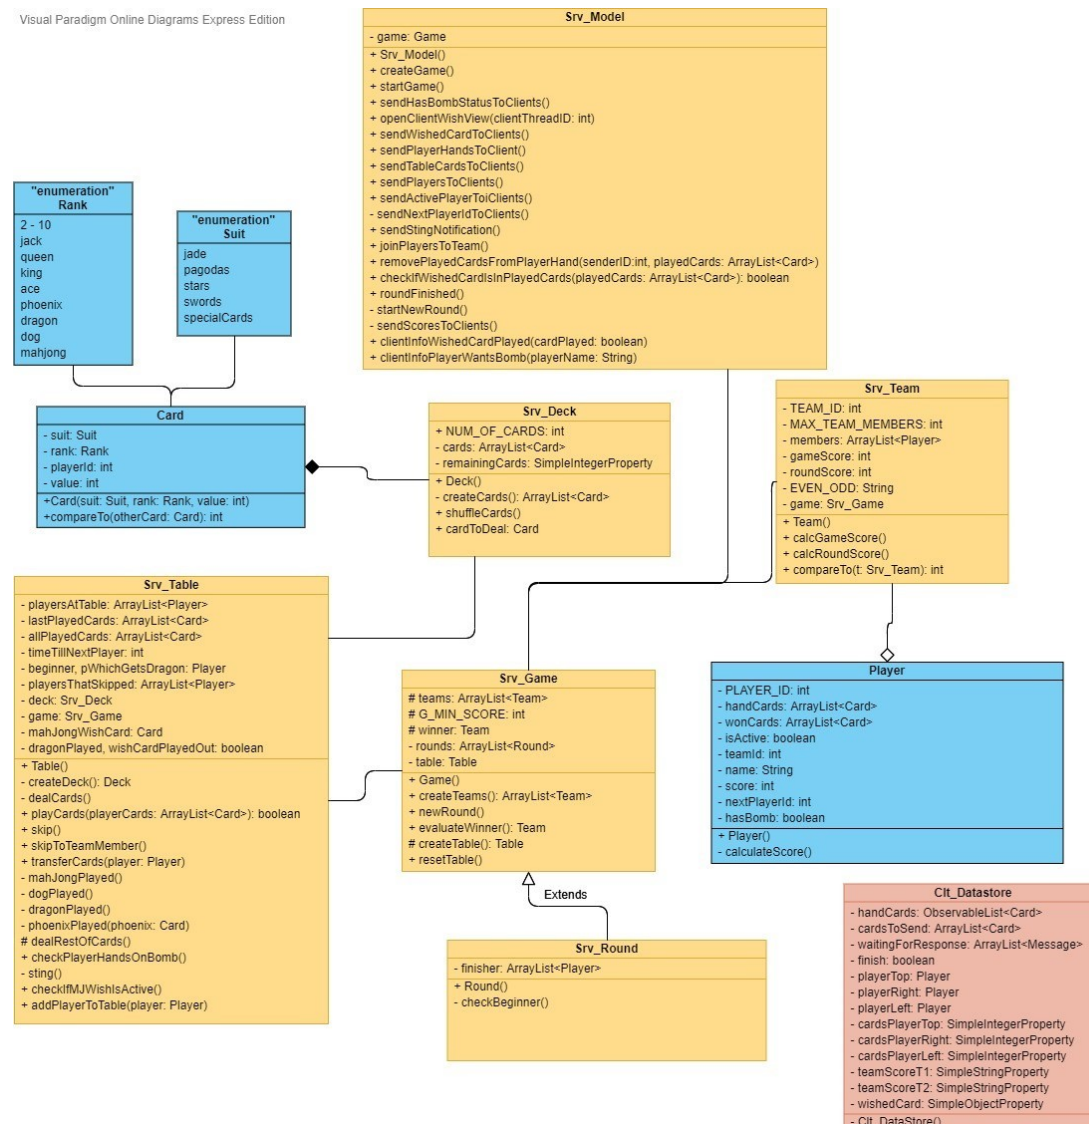 Visual Paradigm Online Diagrams Express Edition
Srv_Model
- game: Game
+ Srv_Model()
+ createGame()
+ startGame()
+ sendHasBombStatusToClients()
+ openClientWishView(clientThreadID: int)
+ sendWishedCardToClients()
+ sendPlayerHandsToClient()
+ sendTableCardsToClients()
+ sendPlayersToClients()
+ sendActivePlayerToiClients()
- sendNextPlayerIdToClients()
+ sendStingNotification()
+ joinPlayersToTeam()
+ removePlayedCardsFromPlayerHand(senderID:int, playedCards: ArrayList<Card>)
+ checkIfWishedCardIsInPlayedCards(playedCards: ArrayList<Card>): boolean
+ roundFinished()
- startNewRound()
- sendScoresToClients()
+ clientInfoWishedCardPlayed(cardPlayed: boolean)
+ clientInfoPlayerWantsBomb(playerName: String)
"enumeration"
Rank
2 - 10
jack
queen
king
ace
phoenix
dragon
dog
mahjong
"enumeration"
Suit
jade
pagodas
stars
swords
specialCards
Card
- suit: Suit
- rank: Rank
- playerId: int
- value: int
+Card(suit: Suit, rank: Rank, value: int)
+compareTo(otherCard: Card): int
Srv_Deck
+ NUM_OF_CARDS: int
- cards: ArrayList<Card>
- remainingCards: SimpleIntegerProperty
+ Deck()
- createCards(): ArrayList<Card>
+ shuffleCards()
+ cardToDeal: Card
Srv_Team
- TEAM_ID: int
- MAX_TEAM_MEMBERS: int
- members: ArrayList<Player>
- gameScore: int
- roundScore: int
- EVEN_ODD: String
- game: Srv_Game
+ Team()
+ calcGameScore()
+ calcRoundScore()
+ compareTo(t: Srv_Team): int
Srv_Table
- playersAtTable: ArrayList<Player>
- lastPlayedCards: ArrayList<Card>
- allPlayedCards: ArrayList<Card>
- timeTillNextPlayer: int
- beginner, pWhichGetsDragon: Player
- playersThatSkipped: ArrayList<Player>
- deck: Srv_Deck
- game: Srv_Game
- mahJongWishCard: Card
- dragonPlayed, wishCardPlayedOut: boolean
+ Table()
- createDeck(): Deck
- dealCards()
+ playCards(playerCards: ArrayList<Card>): boolean
+ skip()
+ skipToTeamMember()
+ transferCards(player: Player)
- mahJongPlayed()
- dogPlayed()
- dragonPlayed()
- phoenixPlayed(phoenix: Card)
# dealRestOfCards()
+ checkPlayerHandsOnBomb()
- sting()
+ checkIfMJWishIsActive()
+ addPlayerToTable(player: Player)
Srv_Game
# teams: ArrayList<Team>
# G_MIN_SCORE: int
# winner: Team
- rounds: ArrayList<Round>
- table: Table
+ Game()
+ createTeams(): ArrayList<Team>
+ newRound()
+ evaluateWinner(): Team
# createTable(): Table
+ resetTable()
Player
- PLAYER_ID: int
- handCards: ArrayList<Card>
- wonCards: ArrayList<Card>
- isActive: boolean
- teamId: int
- name: String
- score: int
- nextPlayerId: int
- hasBomb: boolean
+ Player()
- calculateScore()
Extends
Srv_Round
- finisher: ArrayList<Player>
+ Round()
- checkBeginner()
Clt_Datastore
- handCards: ObservableList<Card>
- cardsToSend: ArrayList<Card>
- waitingForResponse: ArrayList<Message>
- finish: boolean
- playerTop: Player
- playerRight: Player
- playerLeft: Player
- cardsPlayerTop: SimpleIntegerProperty
- cardsPlayerRight: SimpleIntegerProperty
- cardsPlayerLeft: SimpleIntegerProperty
- teamScoreT1: SimpleStringProperty
- teamScoreT2: SimpleStringProperty
- wishedCard: SimpleObjectProperty
- Clt_DataStore()